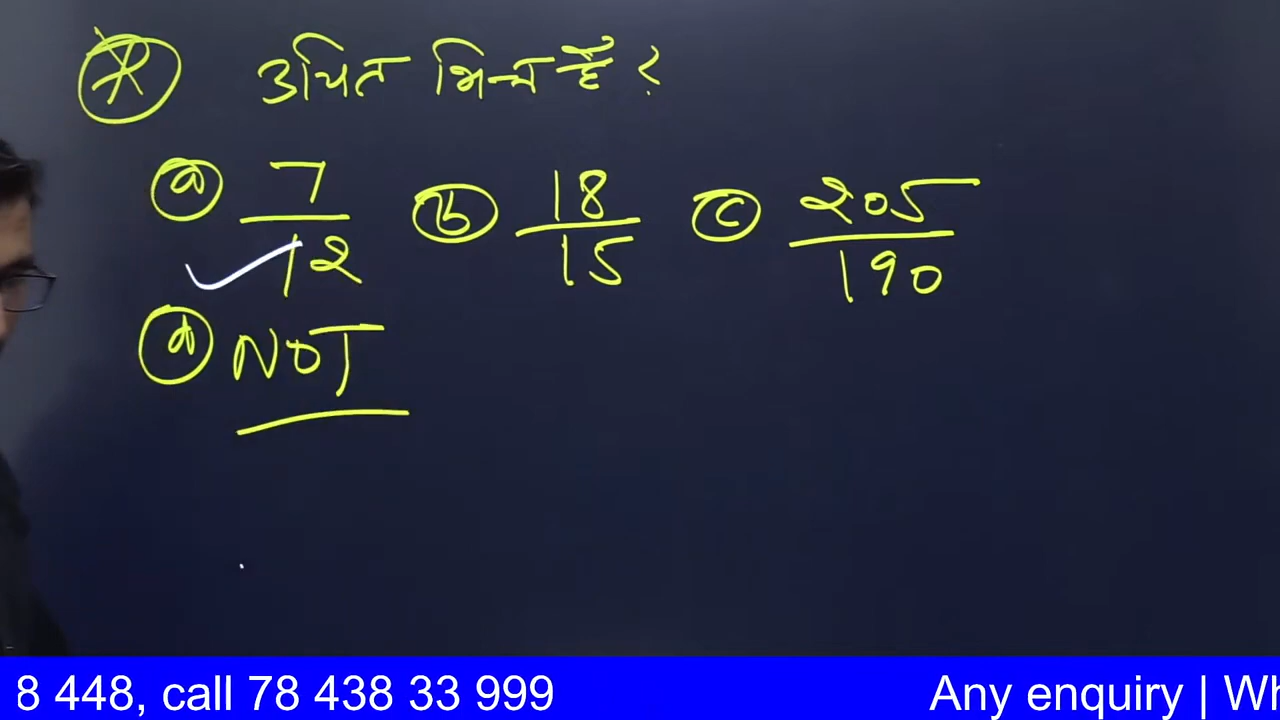 उचित भिन्न है ?
(a) 7/12 (b) 18/15 (c) 205/190
(d) NOT
8 448, call 78 438 33 999 Any enquiry | Wh